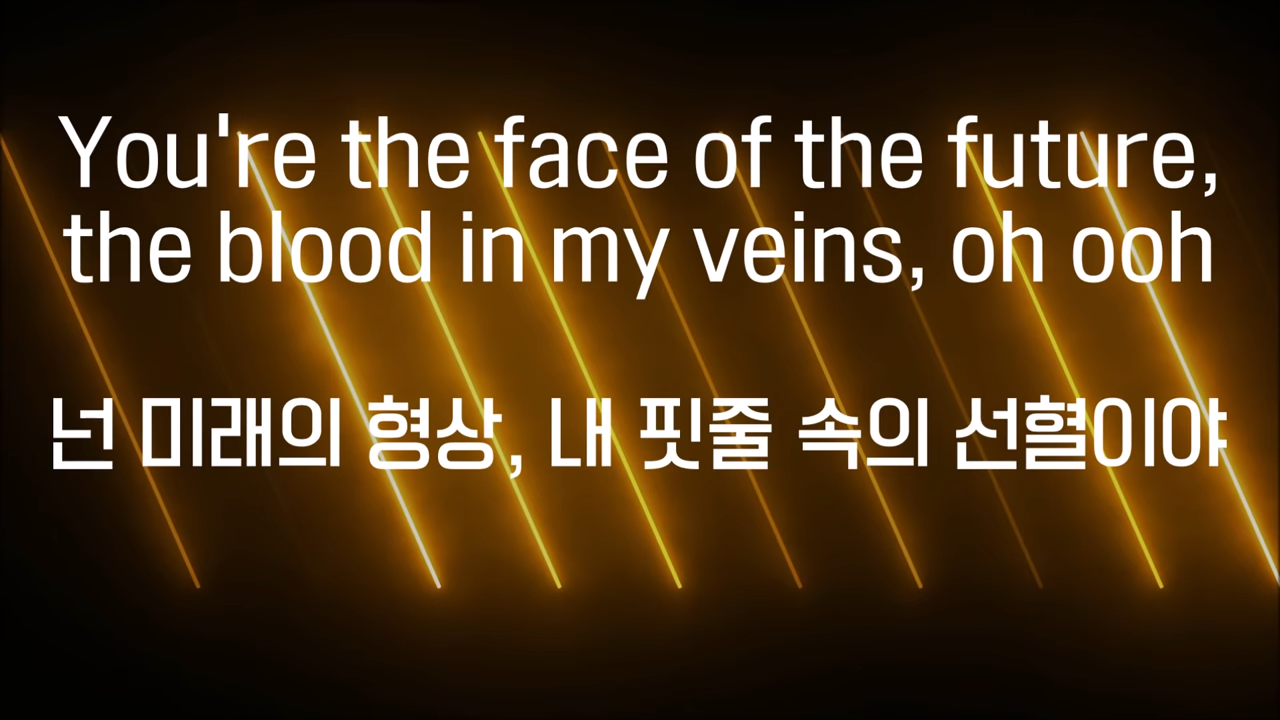 You're the face of the future,
the blood in my veins, oh ooh
넌 미래의 형상, 내 핏줄 속의 선혈이야